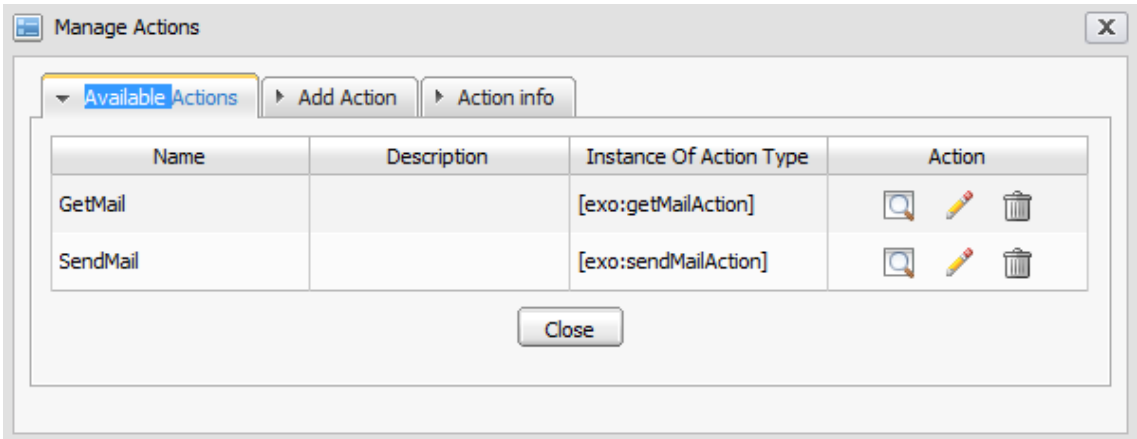 Manage Actions
X
Available Actions Add Action Action info
Name Description Instance Of Action Type Action
GetMail [exo:getMailAction]
SendMail [exo:sendMailAction]
Close